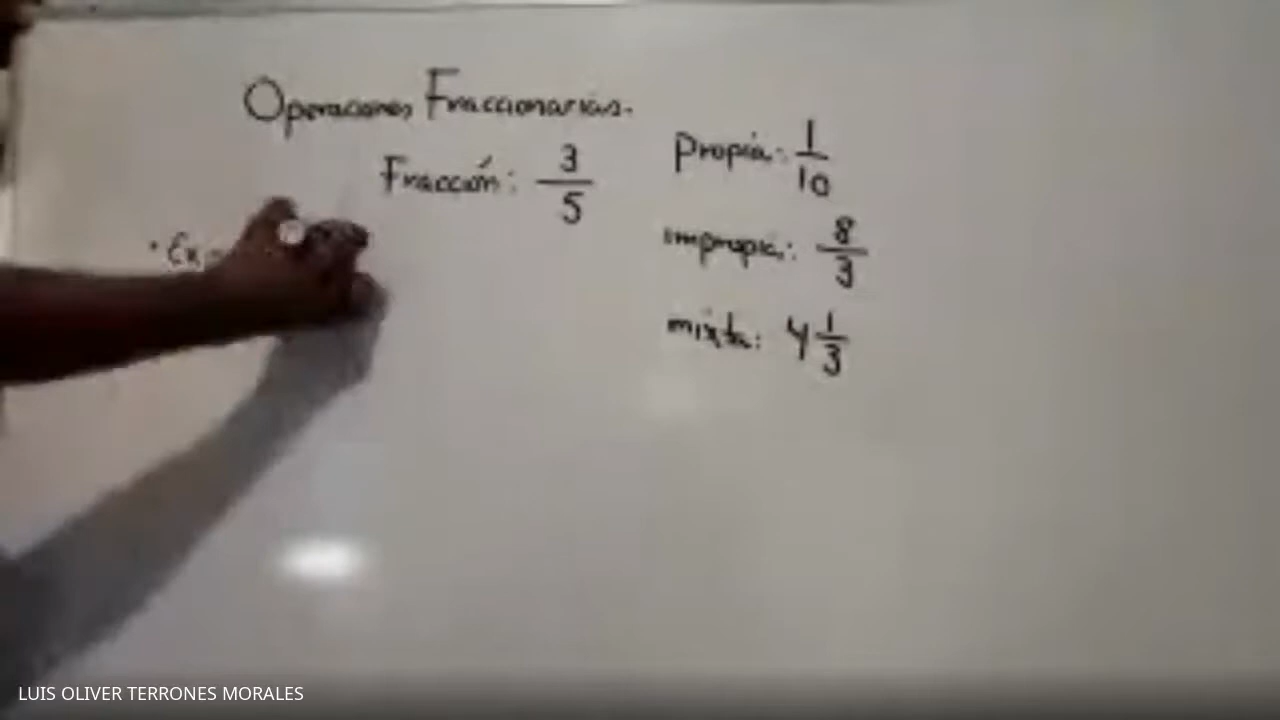 Operaciones Fraccionarias.
Fracción: 3/5
• Ex
Propia: 1/10
impropia: 8/3
mixta: 4 1/3
LUIS OLIVER TERRONES MORALES